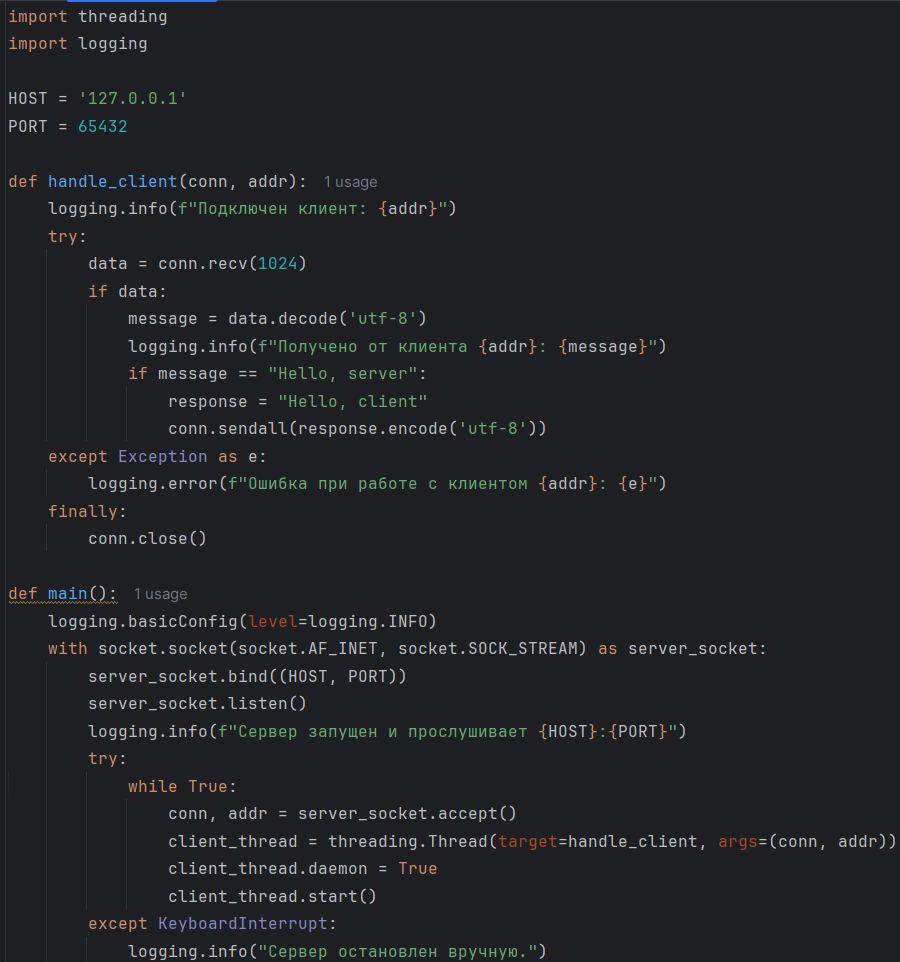 import threading
import logging
HOST = '127.0.0.1'
PORT = 65432
def handle_client(conn, addr): 1 usage
    logging.info(f"Подключен клиент: {addr}")
    try:
        data = conn.recv(1024)
        if data:
            message = data.decode('utf-8')
            logging.info(f"Получено от клиента {addr}: {message}")
            if message == "Hello, server":
                response = "Hello, client"
                conn.sendall(response.encode('utf-8'))
    except Exception as e:
        logging.error(f"Ошибка при работе с клиентом {addr}: {e}")
    finally:
        conn.close()
def main(): 1 usage
    logging.basicConfig(level=logging.INFO)
    with socket.socket(socket.AF_INET, socket.SOCK_STREAM) as server_socket:
        server_socket.bind((HOST, PORT))
        server_socket.listen()
        logging.info(f"Сервер запущен и прослушивает {HOST}:{PORT}")
        try:
            while True:
                conn, addr = server_socket.accept()
                client_thread = threading.Thread(target=handle_client, args=(conn, addr))
                client_thread.daemon = True
                client_thread.start()
        except KeyboardInterrupt:
            logging.info("Сервер остановлен вручную.")